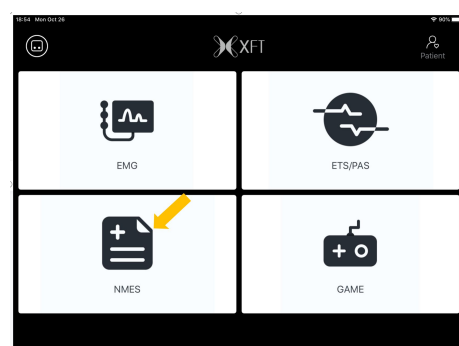 18:54 Mon Oct 26
90%
XFT
Patient
EMG
ETS/PAS
NMES
GAME